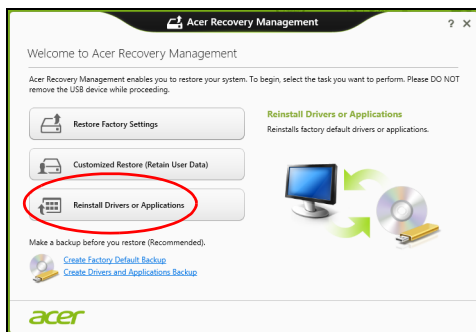 Acer Recovery Management
? X
Welcome to Acer Recovery Management
Acer Recovery Management enables you to restore your system. To begin, select the task you want to perform. Please DO NOT
remove the USB device while proceeding.
Restore Factory Settings
Customized Restore (Retain User Data)
Reinstall Drivers or Applications
Reinstall Drivers or Applications
Reinstalls factory default drivers or applications.
Make a backup before you restore (Recommended).
Create Factory Default Backup
Create Drivers and Applications Backup
acer